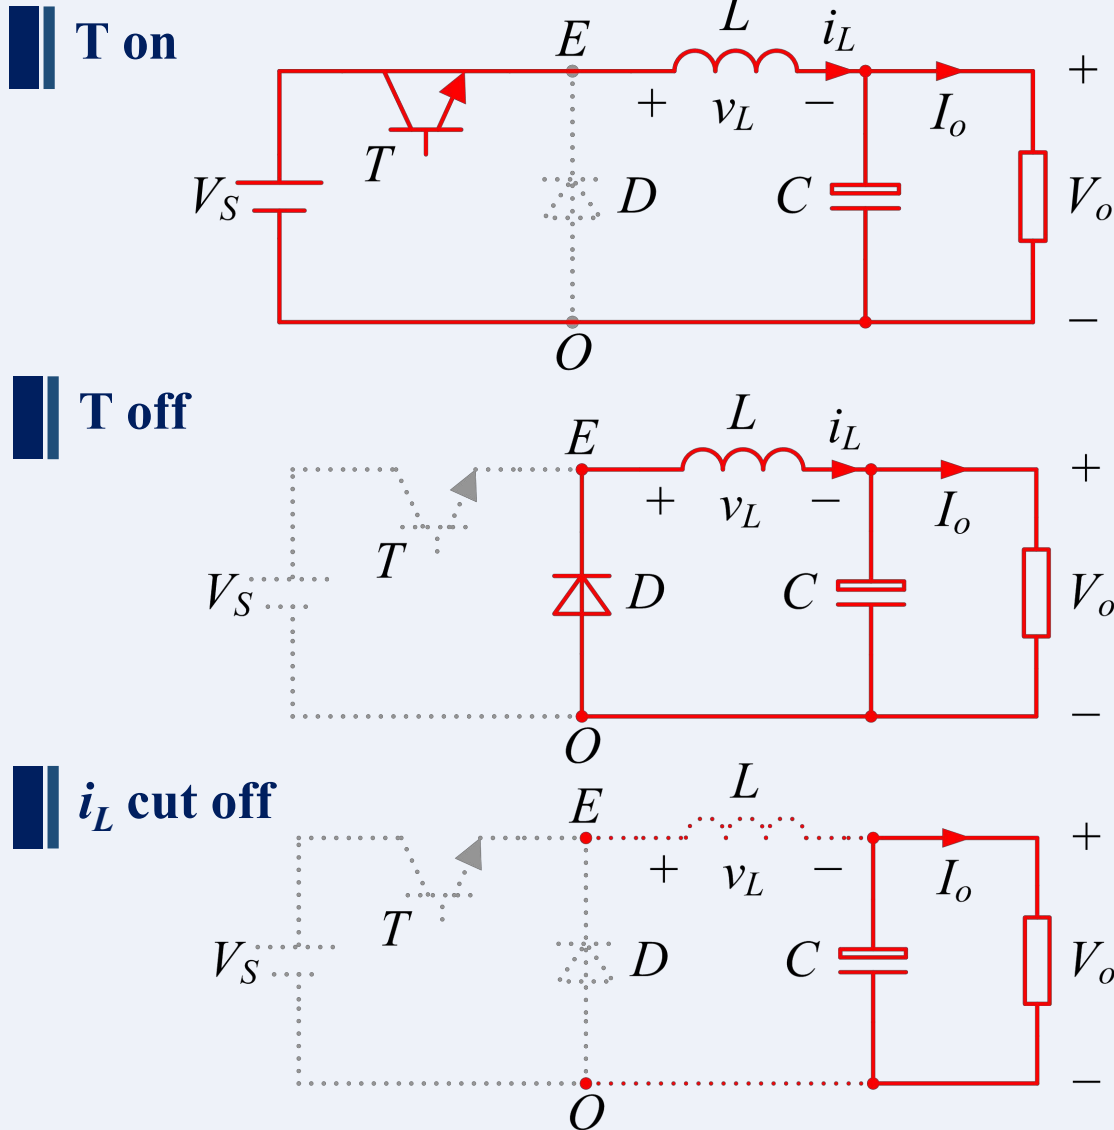 T on
E
L
i_L
+ v_L −
I_o
+
T
V_S
D
C
V_o
−
O
T off
E
L
i_L
+ v_L −
I_o
+
T
V_S
D
C
V_o
−
O
i_L cut off
E
L
+ v_L −
I_o
+
T
V_S
D
C
V_o
−
O